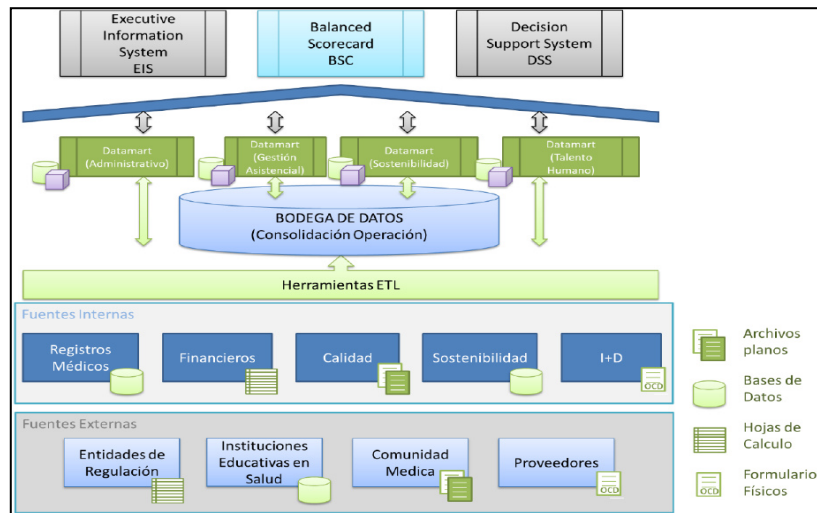 Executive
Information
System
EIS
Balanced
Scorecard
BSC
Decision
Support System
DSS
Datamart
(Administrativo)
Datamart
(Gestión
Asistencial)
Datamart
(Sostenibilidad)
Datamart
(Talento
Humano)
BODEGA DE DATOS
(Consolidación Operación)
Herramientas ETL
Fuentes Internas
Registros
Médicos
Financieros
Calidad
Sostenibilidad
I+D
OCD
Fuentes Externas
Entidades de
Regulación
Instituciones
Educativas en
Salud
Comunidad
Medica
Proveedores
OCD
Archivos
planos
Bases de
Datos
Hojas de
Calculo
Formulario
Físicos
OCD